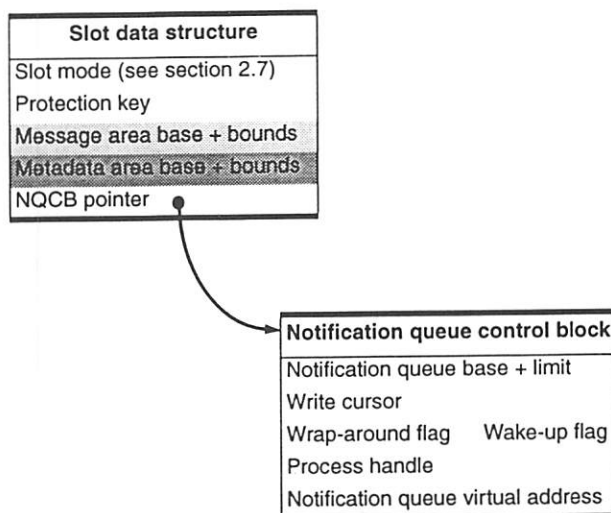 Slot data structure
Slot mode (see section 2.7)
Protection key
Message area base + bounds
Metadata area base + bounds
NQCB pointer
Notification queue control block
Notification queue base + limit
Write cursor
Wrap-around flag Wake-up flag
Process handle
Notification queue virtual address